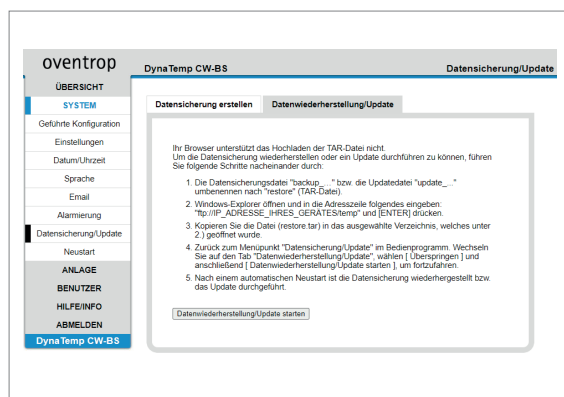 oventrop
DynaTemp CW-BS
Datensicherung/Update
ÜBERSICHT
SYSTEM
Geführte Konfiguration
Einstellungen
Datum/Uhrzeit
Sprache
Email
Alarmierung
Datensicherung/Update
Neustart
ANLAGE
BENUTZER
HILFE/INFO
ABMELDEN
DynaTemp CW-BS
Datensicherung erstellen
Datenwiederherstellung/Update
Ihr Browser unterstützt das Hochladen der TAR-Datei nicht.
Um die Datensicherung wiederherstellen oder ein Update durchführen zu können, führen
Sie folgende Schritte nacheinander durch:
1. Die Datensicherungsdatei "backup_..." bzw. die Updatedatei "update_..."
umbenennen nach "restore" (TAR-Datei).
2. Windows-Explorer öffnen und in die Adresszeile folgendes eingeben:
"ftp://IP_ADRESSE_IHRES_GERÄTES/temp" und [ENTER] drücken.
3. Kopieren Sie die Datei (restore.tar) in das ausgewählte Verzeichnis, welches unter
2.) geöffnet wurde.
4. Zurück zum Menüpunkt "Datensicherung/Update" im Bedienprogramm. Wechseln
Sie auf den Tab "Datenwiederherstellung/Update", wählen [ Überspringen ] und
anschließend [ Datenwiederherstellung/Update starten ], um fortzufahren.
5. Nach einem automatischen Neustart ist die Datensicherung wiederhergestellt bzw.
das Update durchgeführt.
Datenwiederherstellung/Update starten